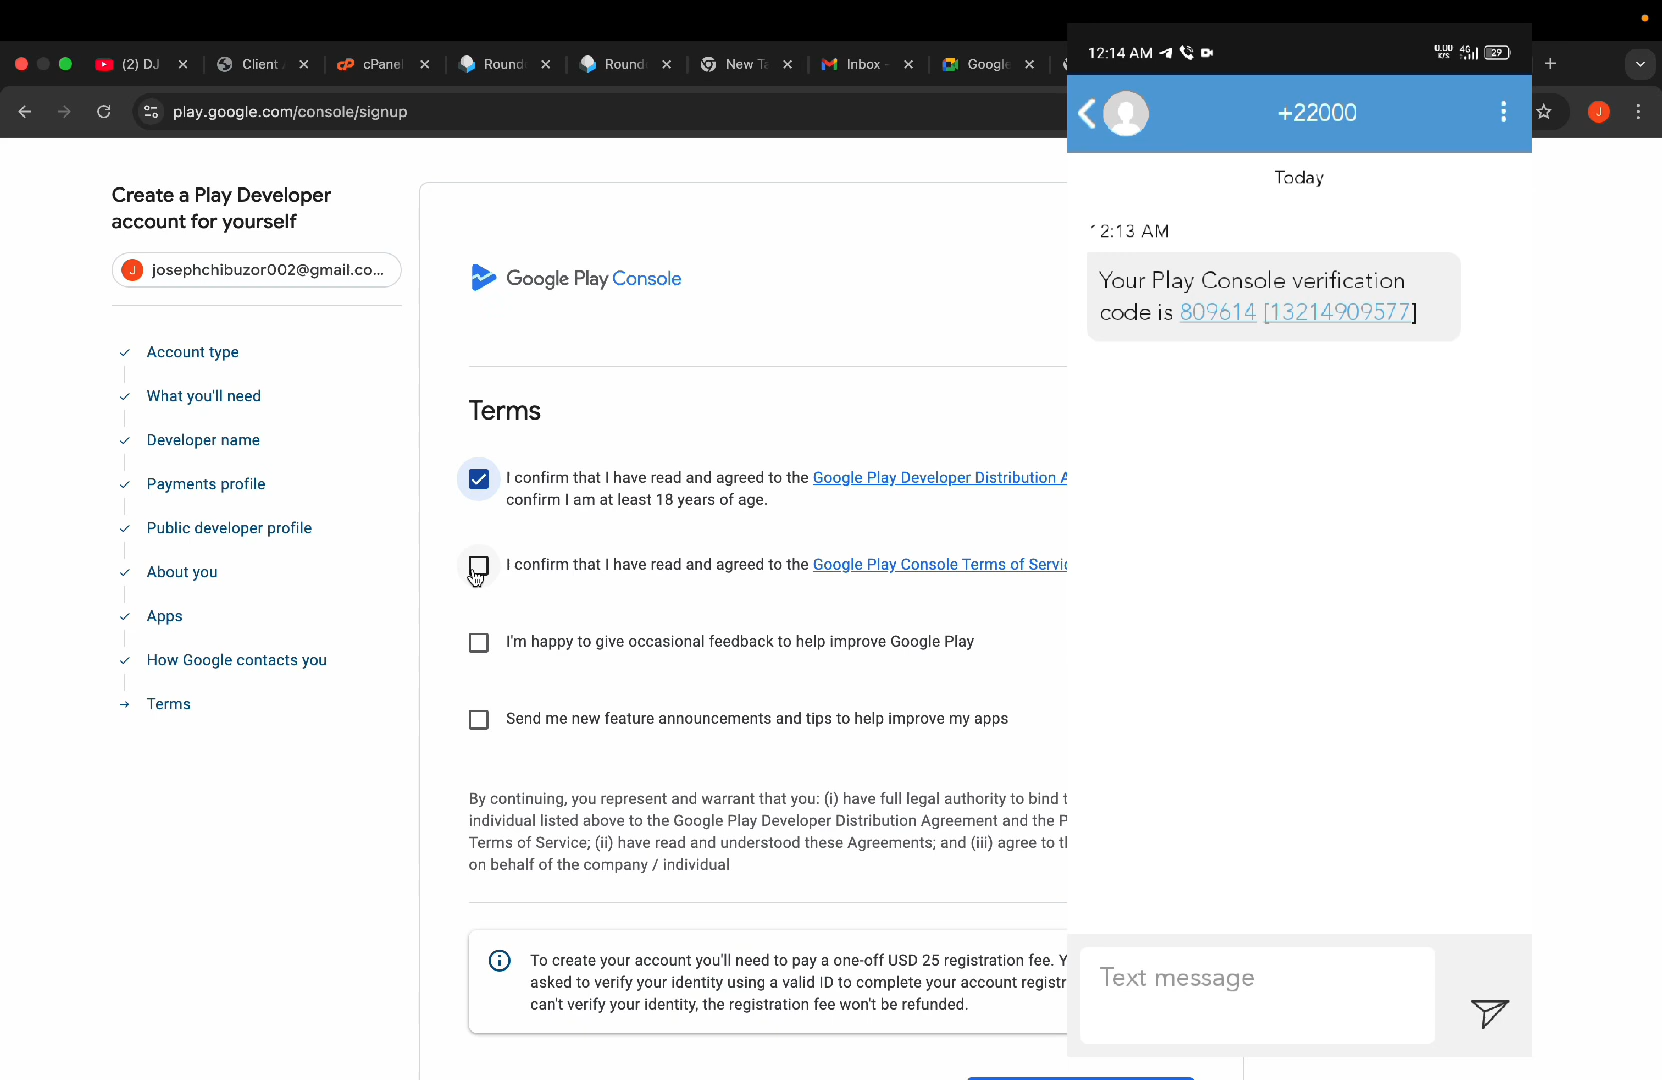 (2) DJ
Client
cPanel
Round
Round
New Ta
Inbox -
Google
play.google.com/console/signup
J
Create a Play Developer
account for yourself
J
josephchibuzor002@gmail.co...
Account type
What you'll need
Developer name
Payments profile
Public developer profile
About you
Apps
How Google contacts you
Terms
Google Play Console
Terms
I confirm that I have read and agreed to the Google Play Developer Distribution
confirm I am at least 18 years of age.
I confirm that I have read and agreed to the Google Play Console Terms of
I'm happy to give occasional feedback to help improve Google Play
Send me new feature announcements and tips to help improve my apps
By continuing, you represent and warrant that you: (i) have full legal authority to bind
individual listed above to the Google Play Developer Distribution Agreement and the
Terms of Service; (ii) have read and understood these Agreements; and (iii) agree to
on behalf of the company / individual
To create your account you'll need to pay a one-off USD 25 registration fee.
asked to verify your identity using a valid ID to complete your account
can't verify your identity, the registration fee won't be refunded.
12:14 AM
0.00 K/S 4G 29
+22000
Today
12:13 AM
Your Play Console verification
code is 809614 [13214909577]
Text message